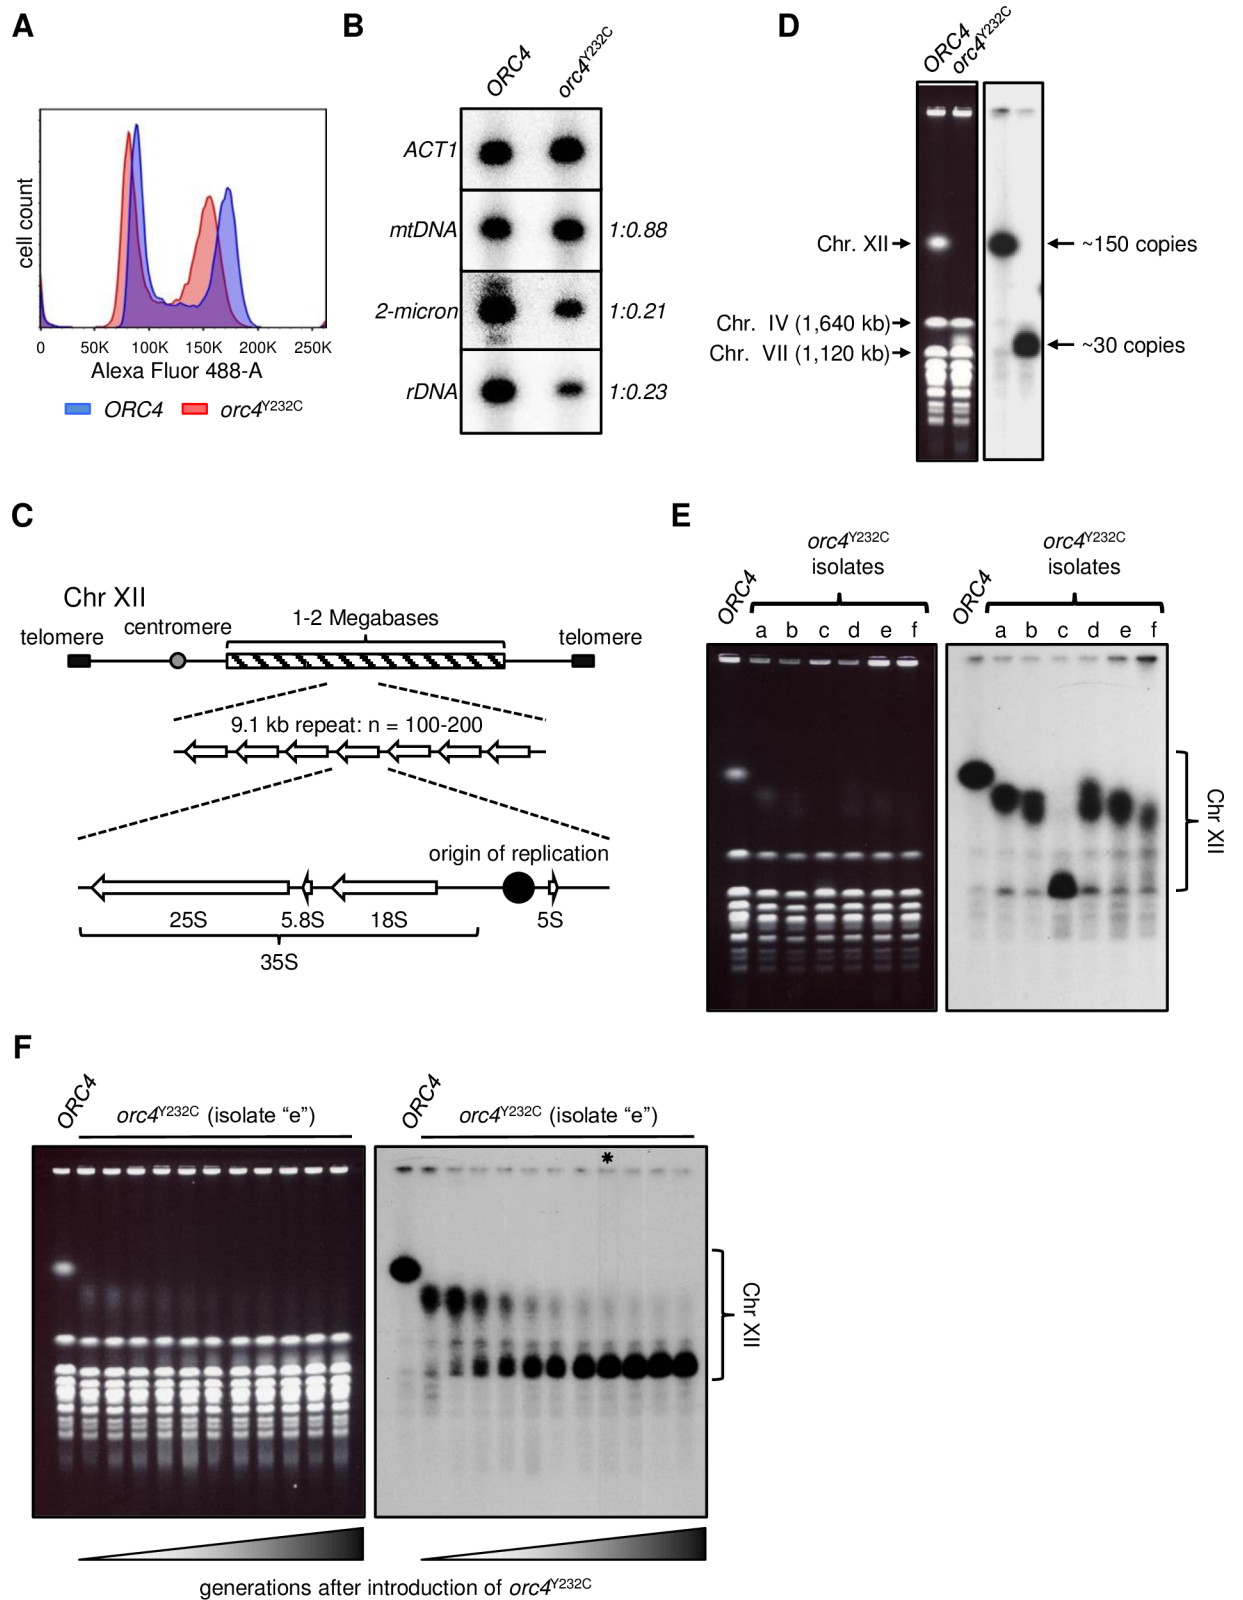 A
cell count
0 50K 100K 150K 200K 250K
Alexa Fluor 488-A
ORC4 orc4Y232C
B
ORC4 orc4Y232C
ACT1
mtDNA 1:0.88
2-micron 1:0.21
rDNA 1:0.23
D
ORC4
orc4Y232C
Chr. XII ~150 copies
Chr. IV (1,640 kb)
Chr. VII (1,120 kb) ~30 copies
C
Chr XII
1-2 Megabases
telomere centromere telomere
9.1 kb repeat: n = 100-200
origin of replication
25S 5.8S 18S 5S
35S
E
ORC4
orc4Y232C
isolates
a b c d e f
ORC4
orc4Y232C
isolates
a b c d e f
Chr XII
F
ORC4
orc4Y232C (isolate “e”)
ORC4
orc4Y232C (isolate “e”)
*
Chr XII
generations after introduction of orc4Y232C